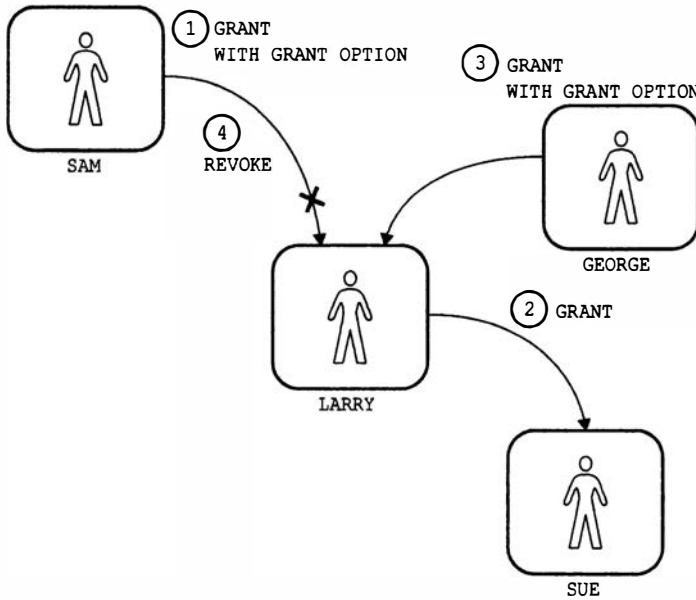 1 GRANT
WITH GRANT OPTION
3 GRANT
WITH GRANT OPTION
4
REVOKE
SAM
GEORGE
2 GRANT
LARRY
SUE